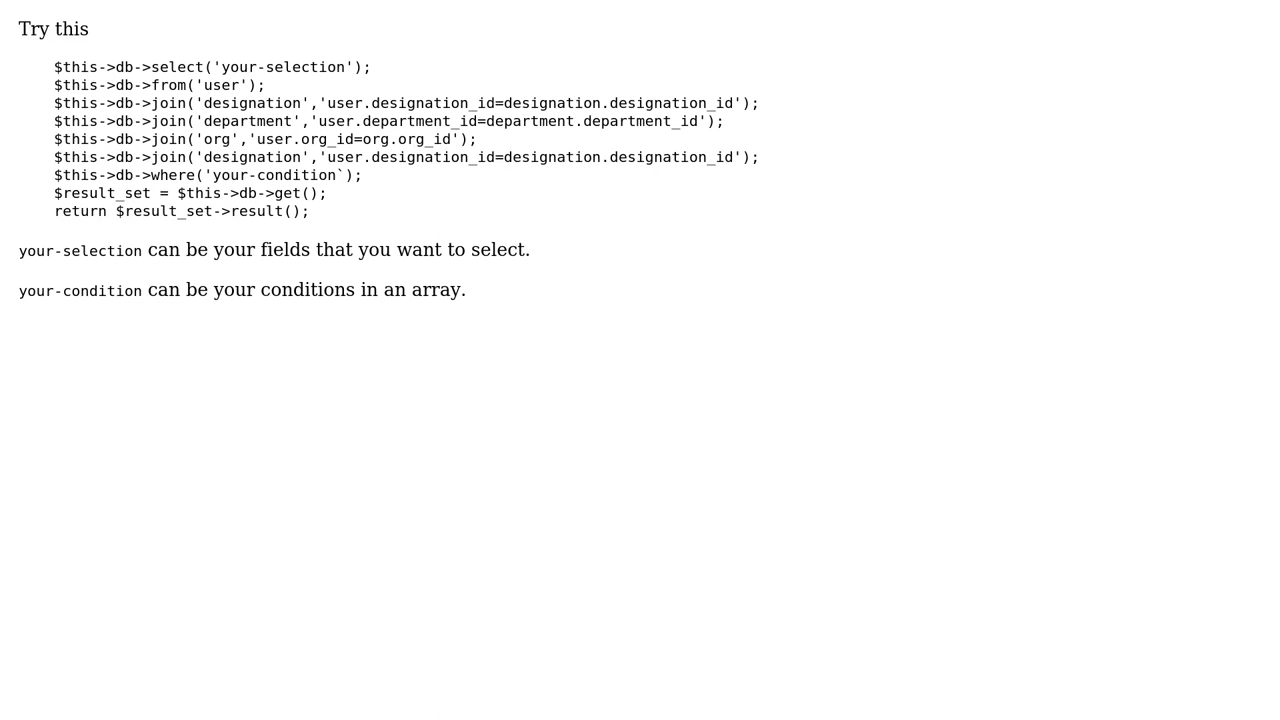 Try this
$this->db->select('your-selection');
$this->db->from('user');
$this->db->join('designation','user.designation_id=designation.designation_id');
$this->db->join('department','user.department_id=department.department_id');
$this->db->join('org','user.org_id=org.org_id');
$this->db->join('designation','user.designation_id=designation.designation_id');
$this->db->where('your-condition`);
$result_set = $this->db->get();
return $result_set->result();
your-selection can be your fields that you want to select.
your-condition can be your conditions in an array.